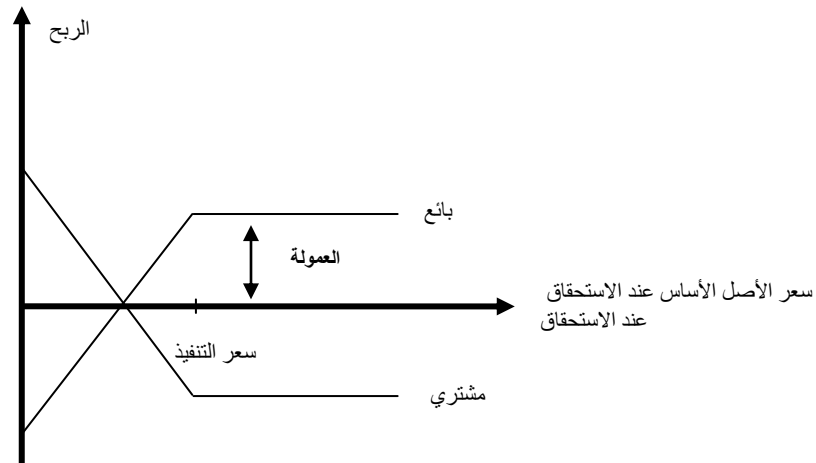 الربح
بائع
العمولة
سعر الأصل الأساس عند الاستحقاق
عند الاستحقاق
سعر التنفيذ
مشتري